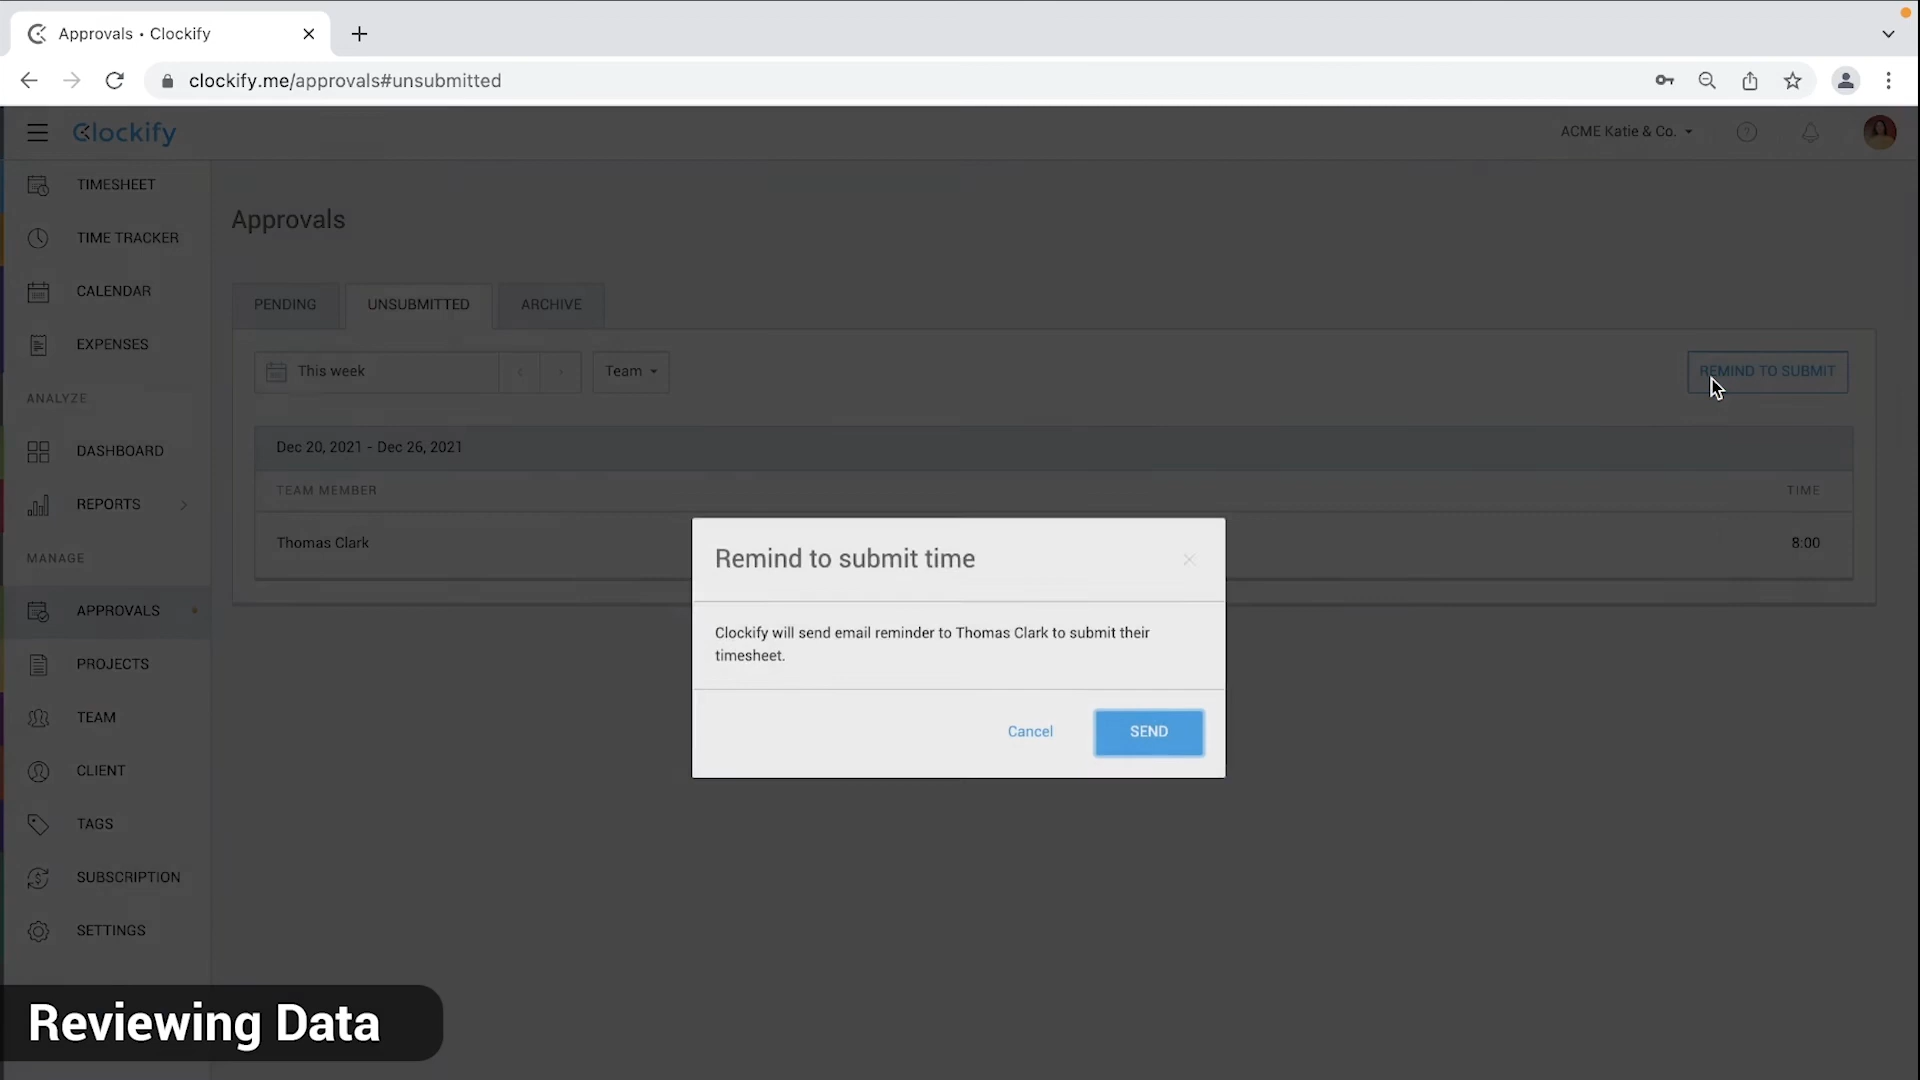 Approvals • Clockify
clockify.me/approvals#unsubmitted
Clockify
ACME Katie & Co.
TIMESHEET
TIME TRACKER
CALENDAR
EXPENSES
ANALYZE
DASHBOARD
REPORTS
MANAGE
APPROVALS
PROJECTS
TEAM
CLIENT
TAGS
SUBSCRIPTION
SETTINGS
Approvals
PENDING
UNSUBMITTED
ARCHIVE
This week
Team
REMIND TO SUBMIT
Dec 20, 2021 - Dec 26, 2021
TEAM MEMBER
TIME
Thomas Clark
8:00
Remind to submit time
Clockify will send email reminder to Thomas Clark to submit their
timesheet.
Cancel
SEND
Reviewing Data